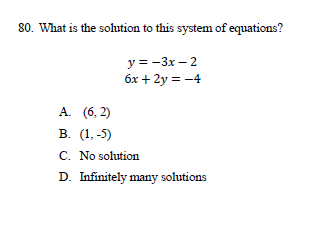 80. What is the solution to this system of equations?
y = −3x − 2
6x + 2y = −4
A. (6, 2)
B. (1, -5)
C. No solution
D. Infinitely many solutions